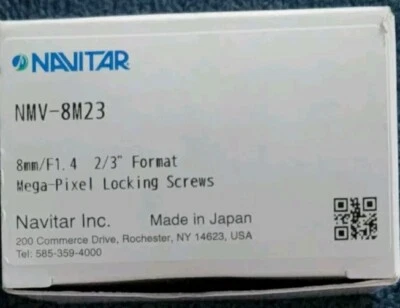 NAVITAR
NMV-8M23
8mm/F1.4 2/3" Format
Mega-Pixel Locking Screws
Navitar Inc. Made in Japan
200 Commerce Drive, Rochester, NY 14623, USA
Tel: 585-359-4000